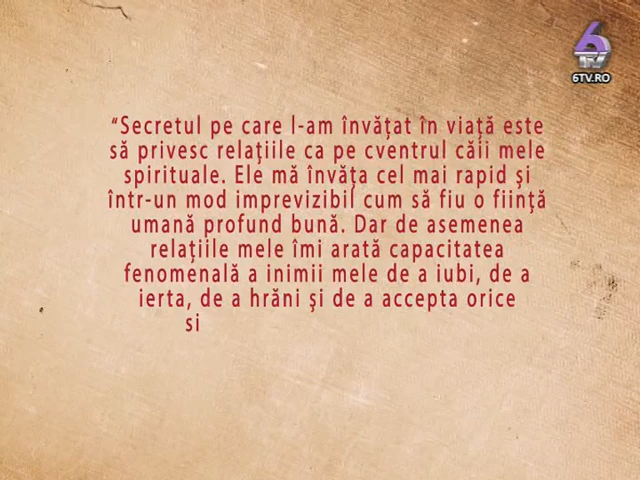 6
TV
6TV.RO
“Secretul pe care l-am învățat în viață este
să privesc relațiile ca pe cventrul căii mele
spirituale. Ele mă învăța cel mai rapid și
într-un mod imprevizibil cum să fiu o ființă
umană profund bună. Dar de asemenea
relațiile mele îmi arată capacitatea
fenomenală a inimii mele de a iubi, de a
ierta, de a hrăni și de a accepta orice
si